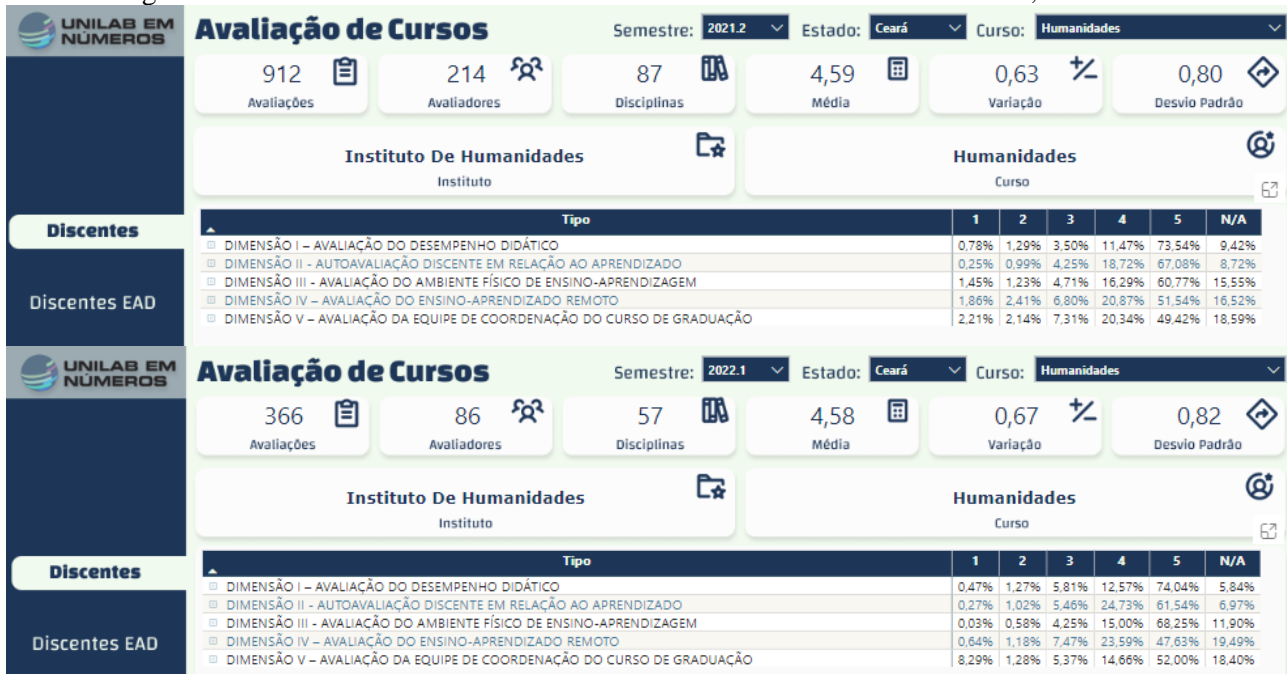 UNILAB EM
NÚMEROS
Avaliação de Cursos
Semestre: 2021.2 Estado: Ceará Curso: Humanidades
912 214 87 4,59 0,63 0,80
Avaliações Avaliadores Disciplinas Média Variação Desvio Padrão
Instituto De Humanidades Humanidades
Instituto Curso
Discentes
Discentes EAD
Tipo 1 2 3 4 5 N/A
DIMENSÃO I – AVALIAÇÃO DO DESEMPENHO DIDÁTICO 0,78% 1,29% 3,50% 11,47% 73,54% 9,42%
DIMENSÃO II - AUTOAVALIAÇÃO DISCENTE EM RELAÇÃO AO APRENDIZADO 0,25% 0,99% 4,25% 18,72% 67,08% 8,72%
DIMENSÃO III - AVALIAÇÃO DO AMBIENTE FÍSICO DE ENSINO-APRENDIZAGEM 1,45% 1,23% 4,71% 16,29% 60,77% 15,55%
DIMENSÃO IV – AVALIAÇÃO DO ENSINO-APRENDIZADO REMOTO 1,86% 2,41% 6,80% 20,87% 51,54% 16,52%
DIMENSÃO V – AVALIAÇÃO DA EQUIPE DE COORDENAÇÃO DO CURSO DE GRADUAÇÃO 2,21% 2,14% 7,31% 20,34% 49,42% 18,59%
UNILAB EM
NÚMEROS
Avaliação de Cursos
Semestre: 2022.1 Estado: Ceará Curso: Humanidades
366 86 57 4,58 0,67 0,82
Avaliações Avaliadores Disciplinas Média Variação Desvio Padrão
Instituto De Humanidades Humanidades
Instituto Curso
Discentes
Discentes EAD
Tipo 1 2 3 4 5 N/A
DIMENSÃO I – AVALIAÇÃO DO DESEMPENHO DIDÁTICO 0,47% 1,27% 5,81% 12,57% 74,04% 5,84%
DIMENSÃO II - AUTOAVALIAÇÃO DISCENTE EM RELAÇÃO AO APRENDIZADO 0,27% 1,02% 5,46% 24,73% 61,54% 6,97%
DIMENSÃO III - AVALIAÇÃO DO AMBIENTE FÍSICO DE ENSINO-APRENDIZAGEM 0,03% 0,58% 4,25% 15,00% 68,25% 11,90%
DIMENSÃO IV – AVALIAÇÃO DO ENSINO-APRENDIZADO REMOTO 0,64% 1,18% 7,47% 23,59% 47,63% 19,49%
DIMENSÃO V – AVALIAÇÃO DA EQUIPE DE COORDENAÇÃO DO CURSO DE GRADUAÇÃO 8,29% 1,28% 5,37% 14,66% 52,00% 18,40%